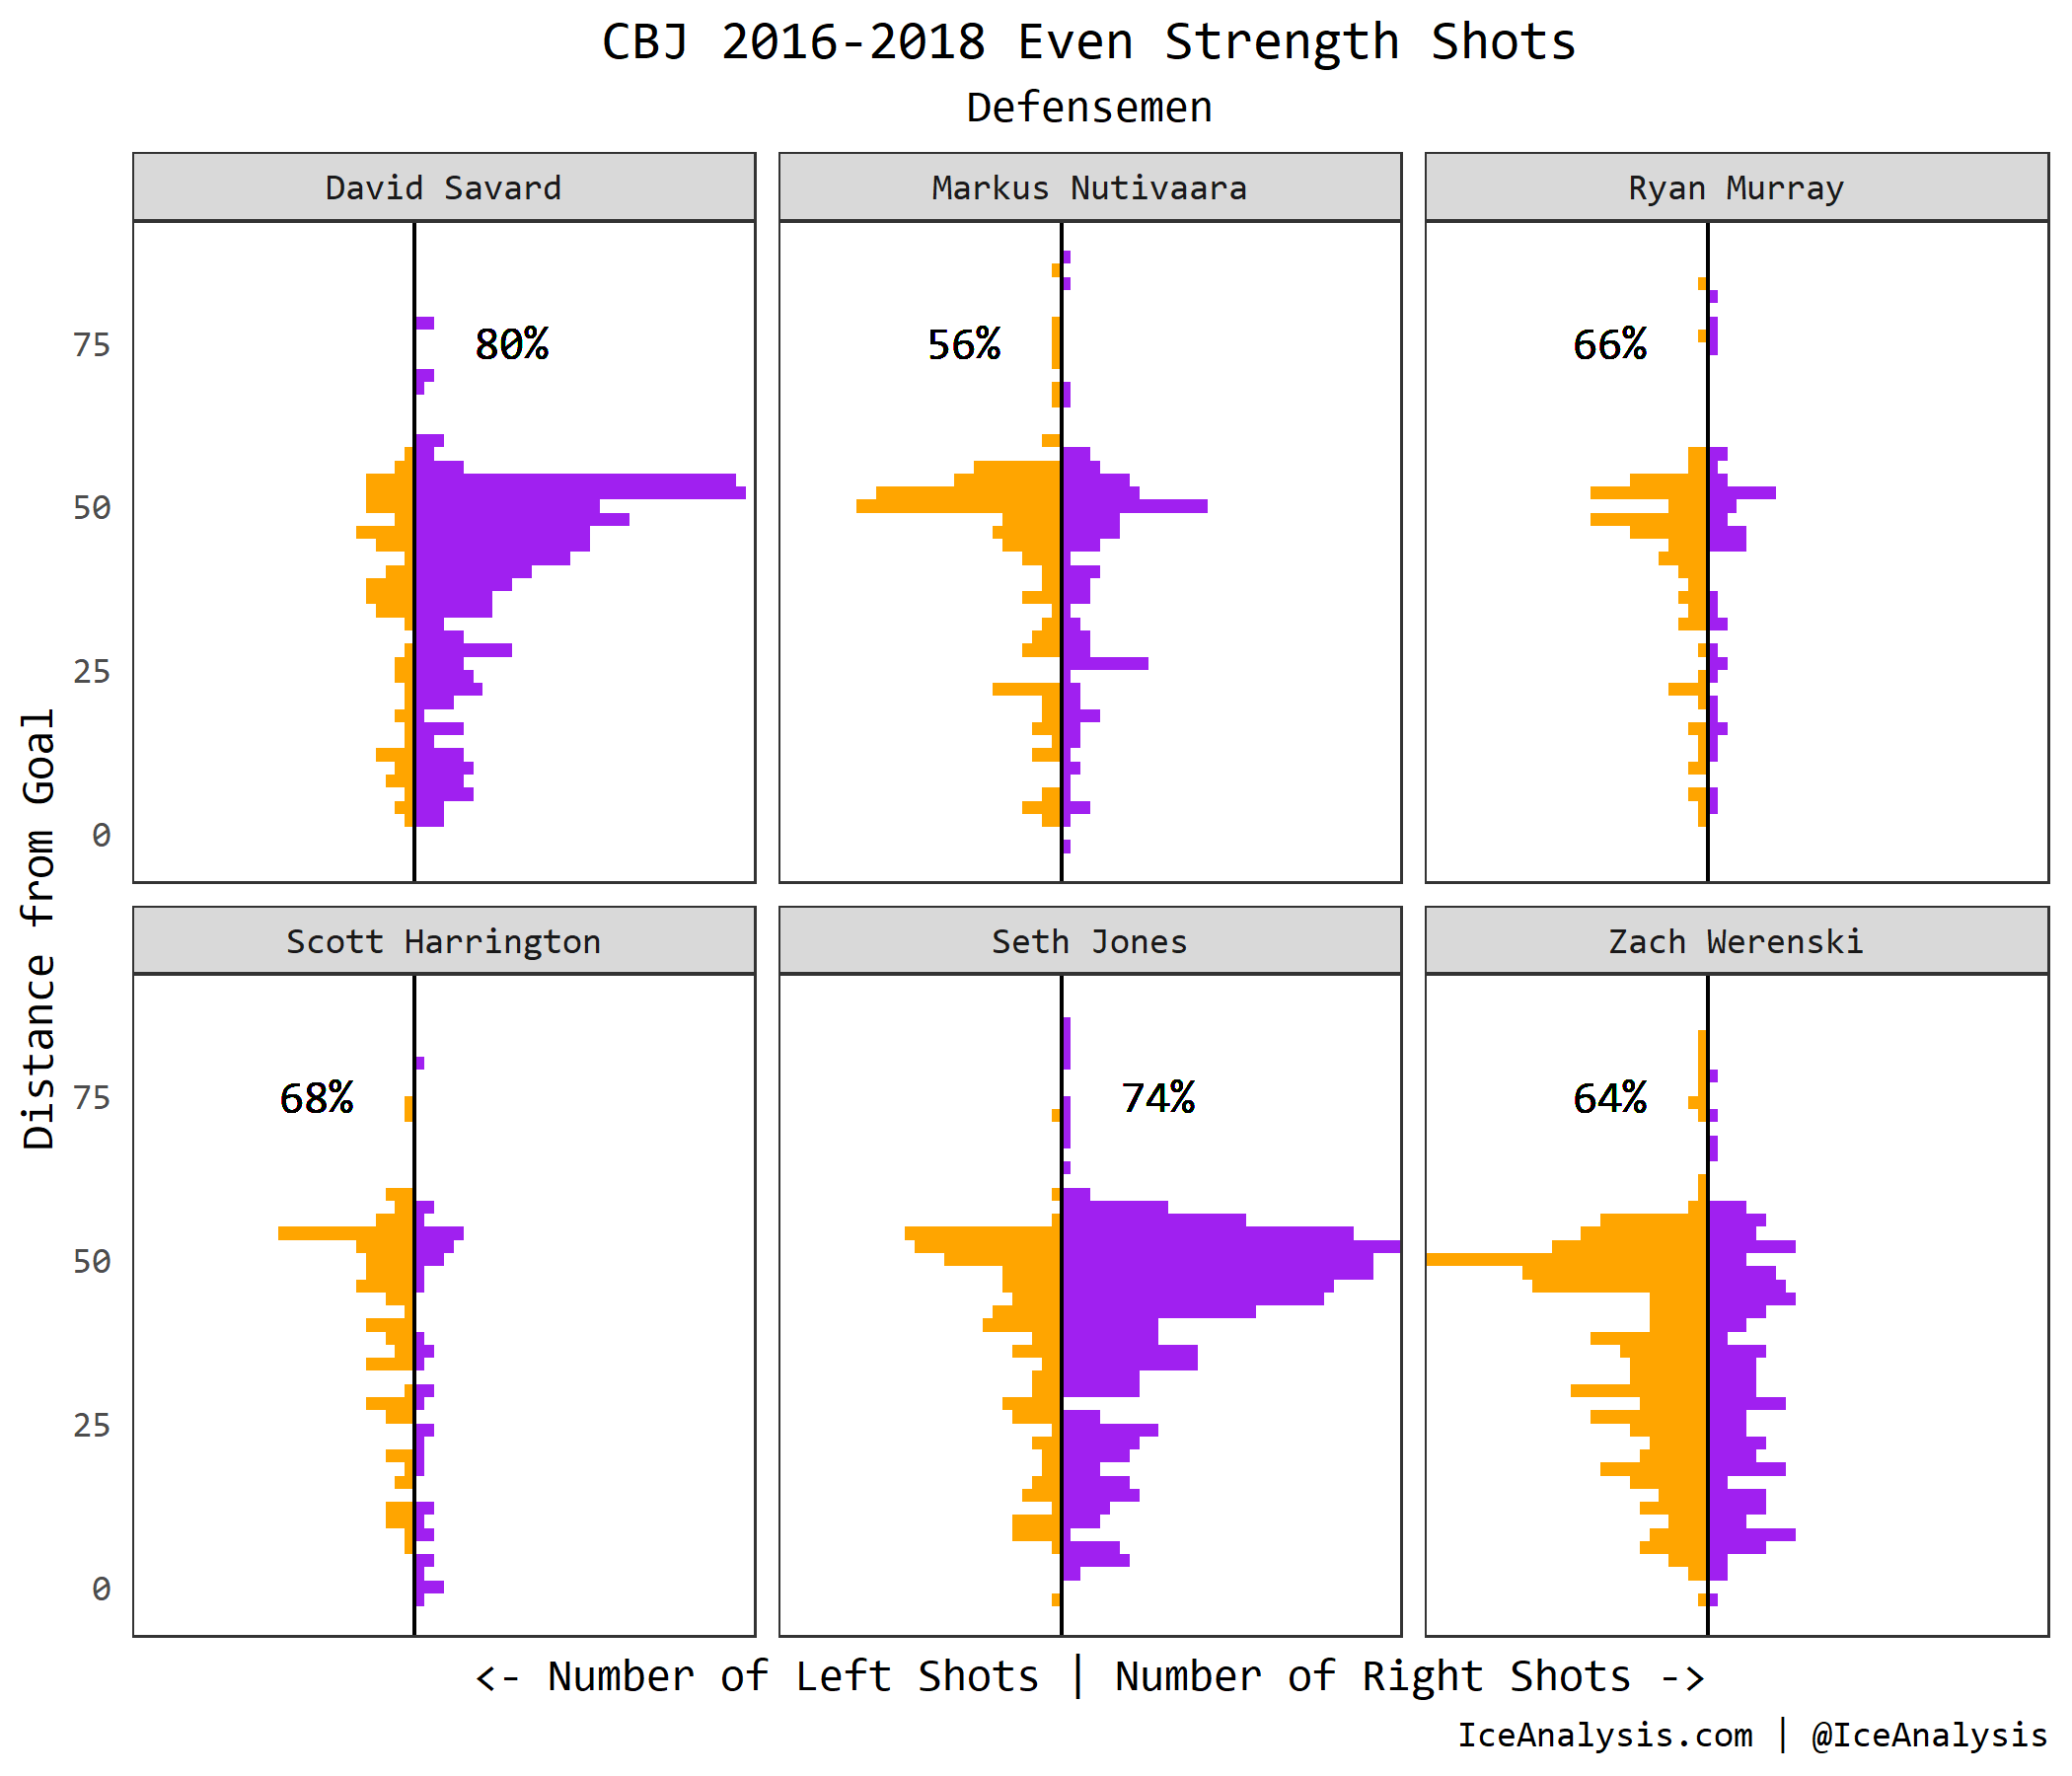 CBJ 2016-2018 Even Strength Shots
Defensemen
David Savard
Markus Nutivaara
Ryan Murray
80%
56%
66%
75
50
25
0
Scott Harrington
Seth Jones
Zach Werenski
68%
74%
64%
75
50
25
0
Distance from Goal
<- Number of Left Shots | Number of Right Shots ->
IceAnalysis.com | @IceAnalysis